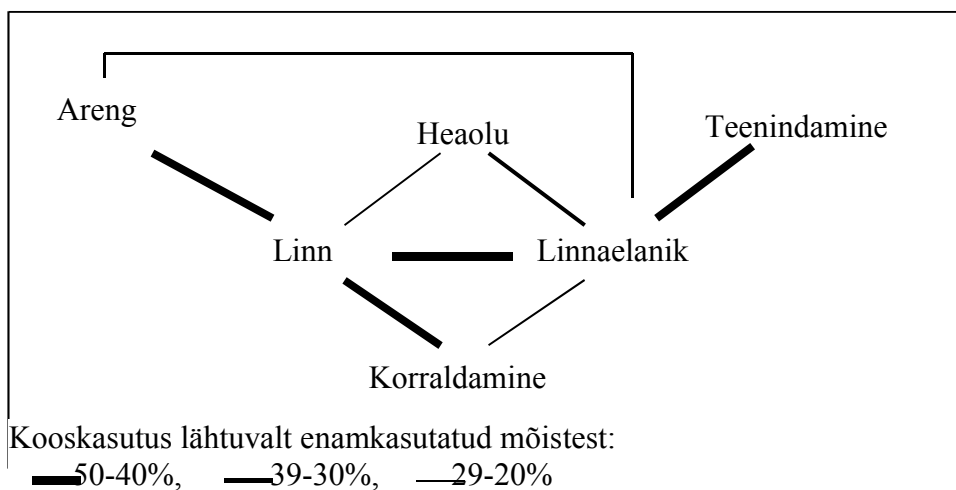 Areng
Heaolu
Teenindamine
Linn
Linnaelanik
Korraldamine
Kooskasutus lähtuvalt enamkasutatud mõistest:
50-40%, 39-30%, 29-20%